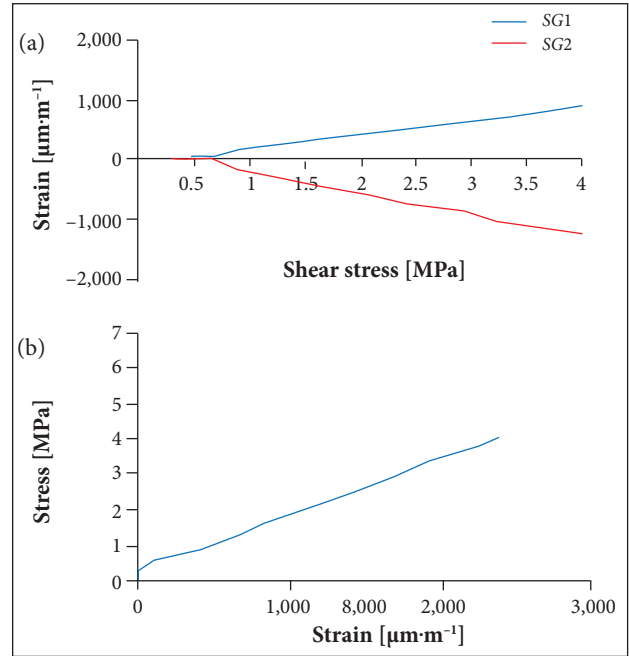 (a)
SG1
SG2
2,000
1,000
0
–1,000
–2,000
Strain [μm·m⁻¹]
0.5 1 1.5 2 2.5 3 3.5 4
Shear stress [MPa]
(b)
7
6
5
4
3
2
1
0
Stress [MPa]
0 1,000 8,000 2,000 3,000
Strain [μm·m⁻¹]